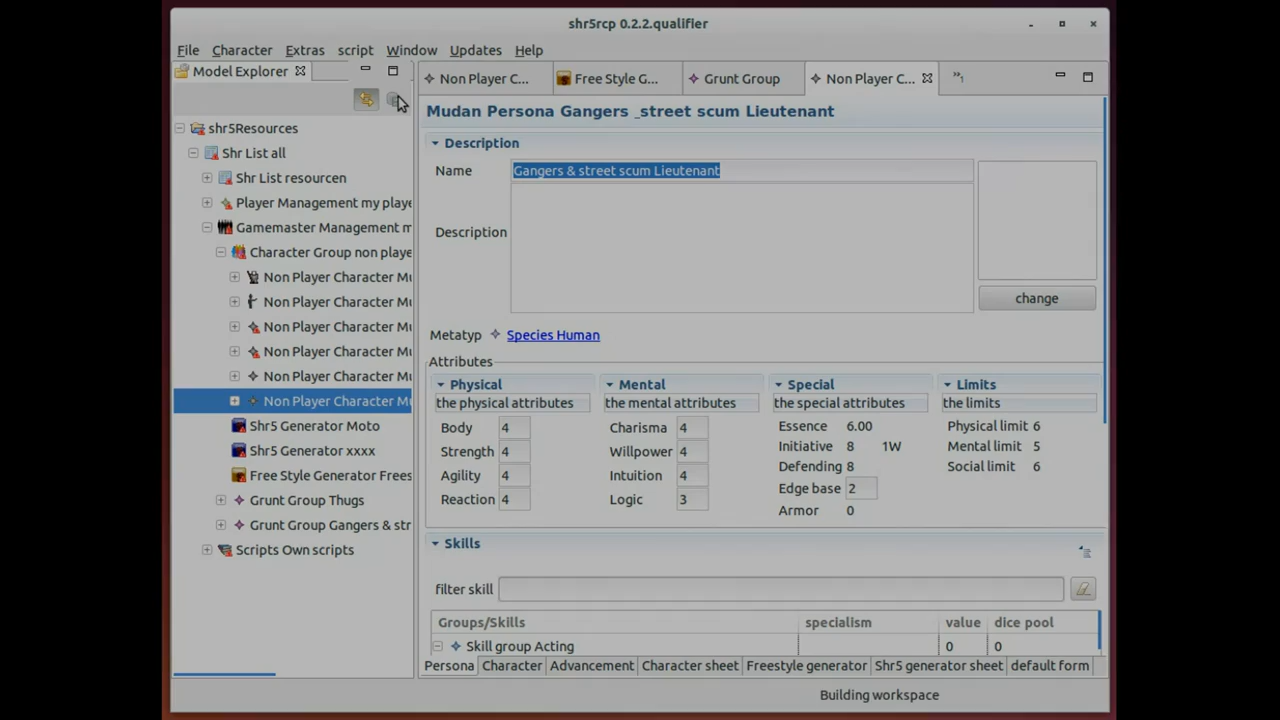 shr5rcp 0.2.2.qualifier
File Character Extras script Window Updates Help
Model Explorer
Non Player C... Free Style G... Grunt Group Non Player C... »1
shr5Resources
Shr List all
Shr List resourcen
Player Management my playe
Gamemaster Management m
Character Group non playe
Non Player Character Mu
Non Player Character Mu
Non Player Character Mu
Non Player Character Mu
Non Player Character Mu
Non Player Character Mu
Shr5 Generator Moto
Shr5 Generator xxxx
Free Style Generator Frees
Grunt Group Thugs
Grunt Group Gangers & str
Scripts Own scripts
Mudan Persona Gangers _street scum Lieutenant
Description
Name Gangers & street scum Lieutenant
Description
change
Metatyp Species Human
Attributes
Physical
the physical attributes
Body 4
Strength 4
Agility 4
Reaction 4
Mental
the mental attributes
Charisma 4
Willpower 4
Intuition 4
Logic 3
Special
the special attributes
Essence 6.00
Initiative 8 1W
Defending 8
Edge base 2
Armor 0
Limits
the limits
Physical limit 6
Mental limit 5
Social limit 6
Skills
filter skill
Groups/Skills specialism value dice pool
Skill group Acting 0 0
Persona Character Advancement Character sheet Freestyle generator Shr5 generator sheet default form
Building workspace